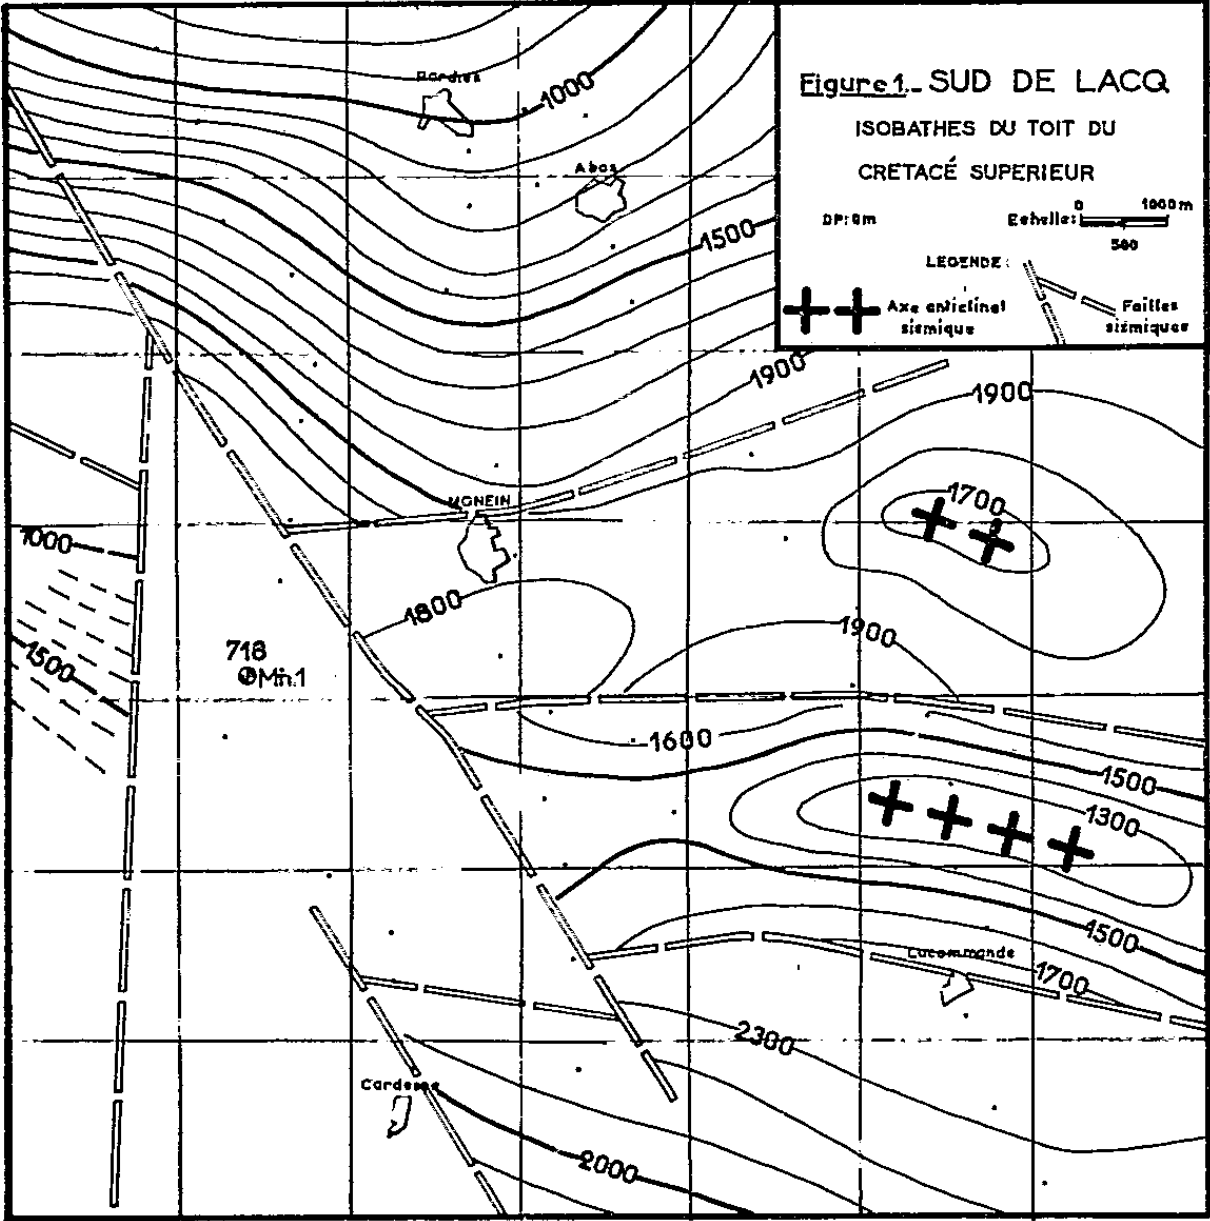 Figure 1._ SUD DE LACQ
ISOBATHES DU TOIT DU
CRETACÉ SUPERIEUR
DP:0m
Echelle:
0
1000m
500
LEGENDE:
Axe anticlinal
sismique
Failles
sismiques
Pardies
1000
Abos
1500
1900
1900
MONEIN
1700
1000
1800
1900
1500
718
Mn.1
1600
1500
1300
1500
Lucommande
1700
2300
Cardesse
2000